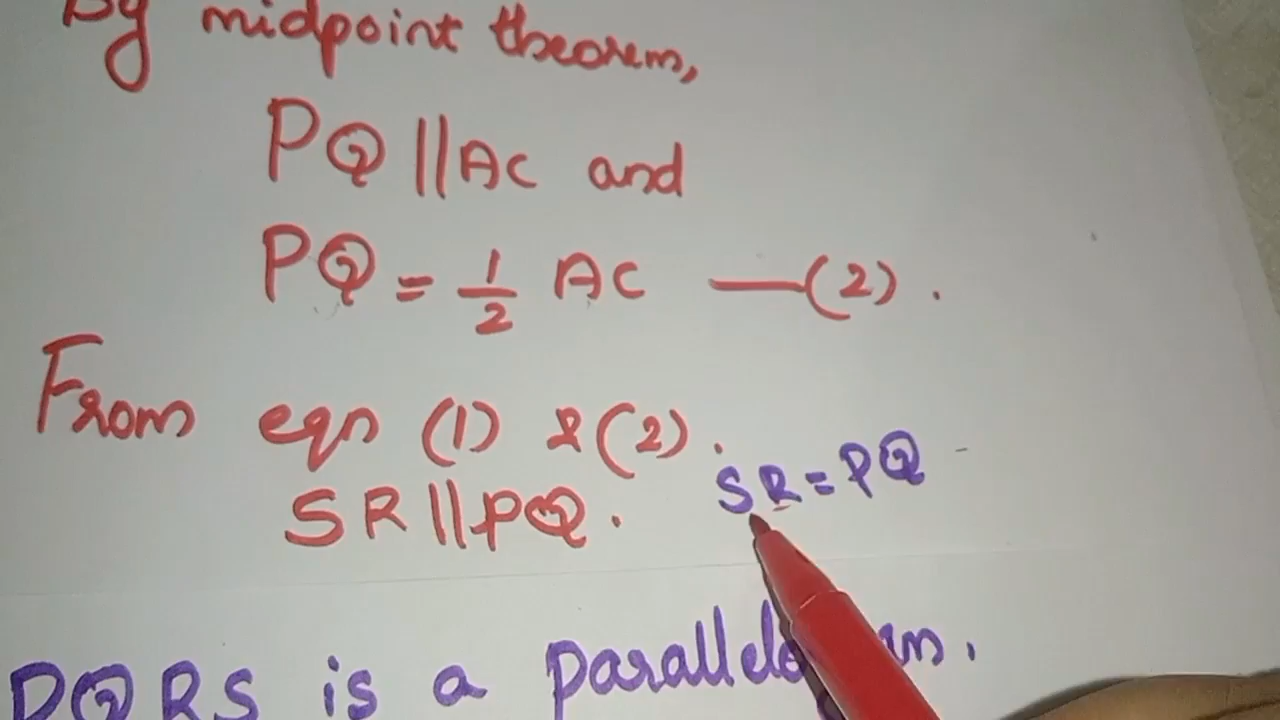 By midpoint theorem,
PQ || AC and
PQ = 1/2 AC —(2).
From eqn (1) & (2).
SR || PQ. SR = PQ
PQRS is a